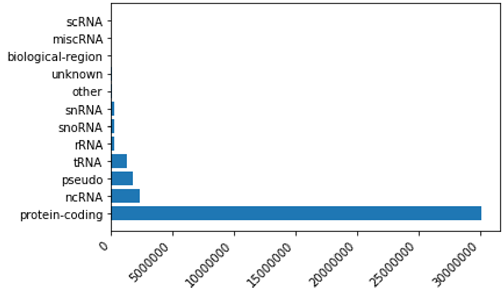 scRNA
miscRNA
biological-region
unknown
other
snRNA
snoRNA
rRNA
tRNA
pseudo
ncRNA
protein-coding
0
5000000
10000000
15000000
20000000
25000000
30000000